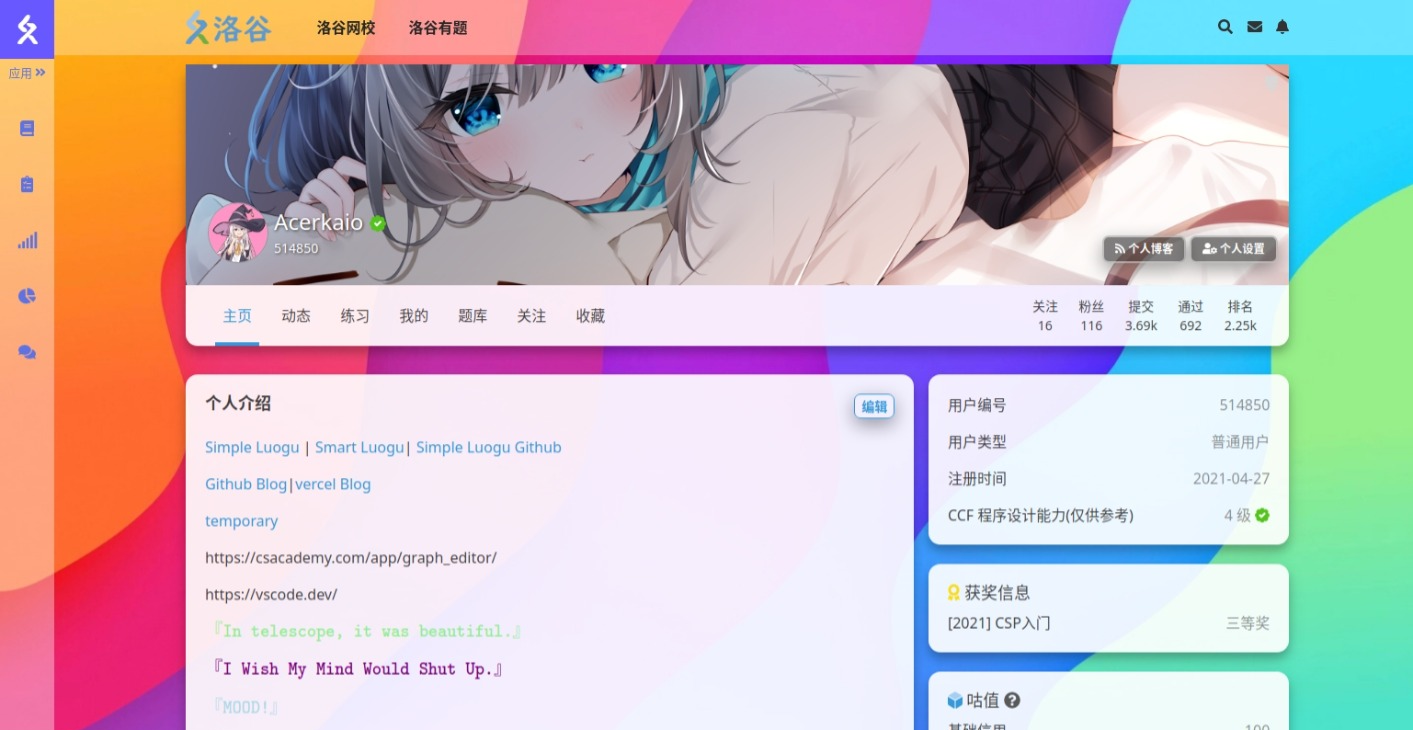 洛谷 洛谷网校 洛谷有题
应用
Acerkaio
514850
个人博客 个人设置
主页 动态 练习 我的 题库 关注 收藏
关注 粉丝 提交 通过 排名
16 116 3.69k 692 2.25k
个人介绍
编辑
Simple Luogu | Smart Luogu| Simple Luogu Github
Github Blog|vercel Blog
temporary
https://csacademy.com/app/graph_editor/
https://vscode.dev/
『In telescope, it was beautiful.』
『I Wish My Mind Would Shut Up.』
『MOOD!』
用户编号 514850
用户类型 普通用户
注册时间 2021-04-27
CCF 程序设计能力(仅供参考) 4 级
获奖信息
[2021] CSP入门 三等奖
咕值
基础信用 100